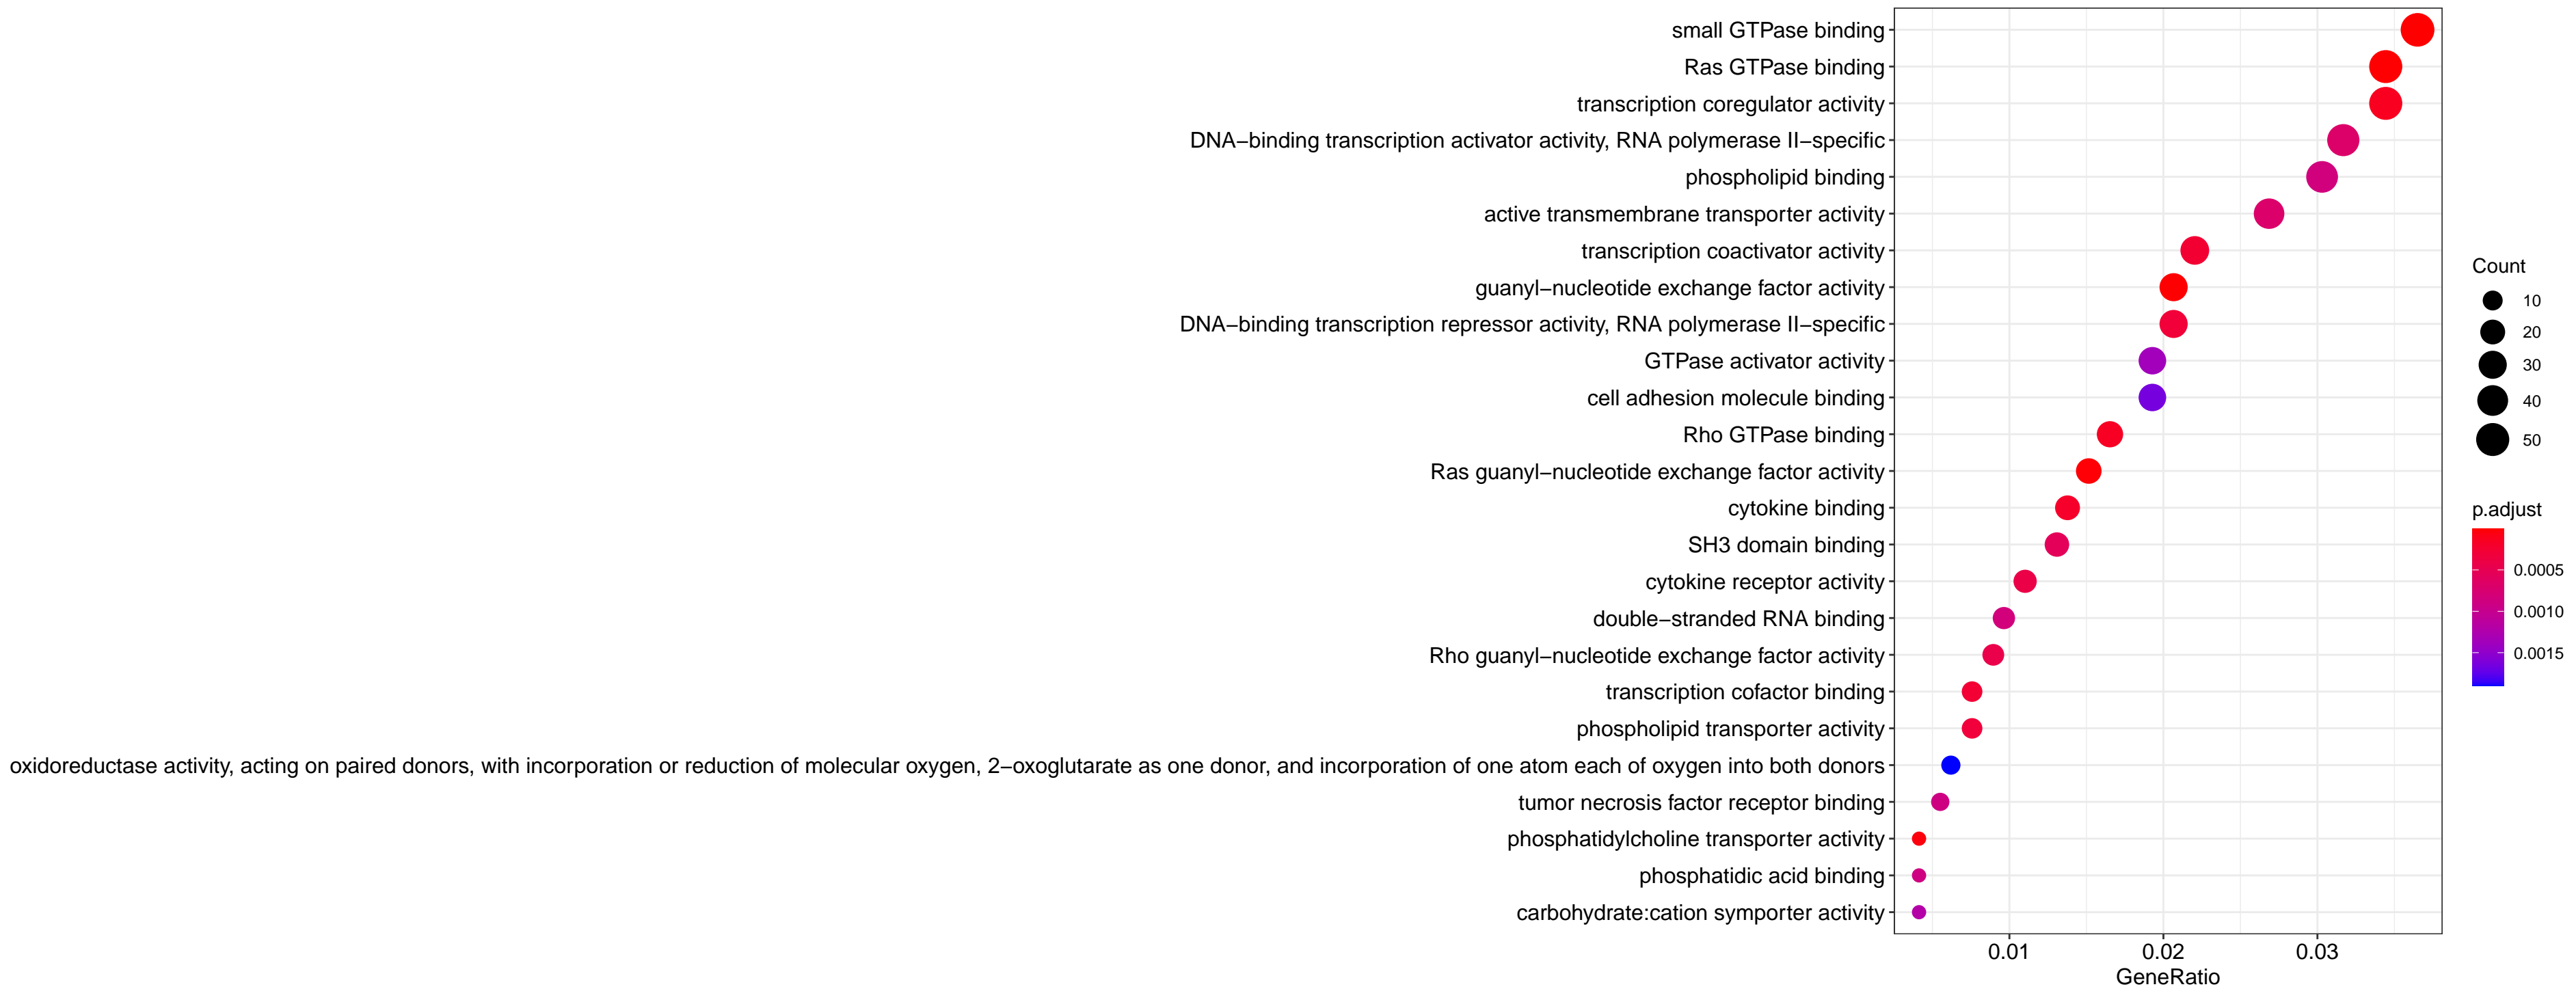 small GTPase binding
Ras GTPase binding
transcription coregulator activity
DNA−binding transcription activator activity, RNA polymerase II−specific
phospholipid binding
active transmembrane transporter activity
transcription coactivator activity
guanyl−nucleotide exchange factor activity
DNA−binding transcription repressor activity, RNA polymerase II−specific
GTPase activator activity
cell adhesion molecule binding
Rho GTPase binding
Ras guanyl−nucleotide exchange factor activity
cytokine binding
SH3 domain binding
cytokine receptor activity
double−stranded RNA binding
Rho guanyl−nucleotide exchange factor activity
transcription cofactor binding
phospholipid transporter activity
oxidoreductase activity, acting on paired donors, with incorporation or reduction of molecular oxygen, 2−oxoglutarate as one donor, and incorporation of one atom each of oxygen into both donors
tumor necrosis factor receptor binding
phosphatidylcholine transporter activity
phosphatidic acid binding
carbohydrate:cation symporter activity
0.01 0.02 0.03
GeneRatio
Count
10
20
30
40
50
p.adjust
0.0005
0.0010
0.0015